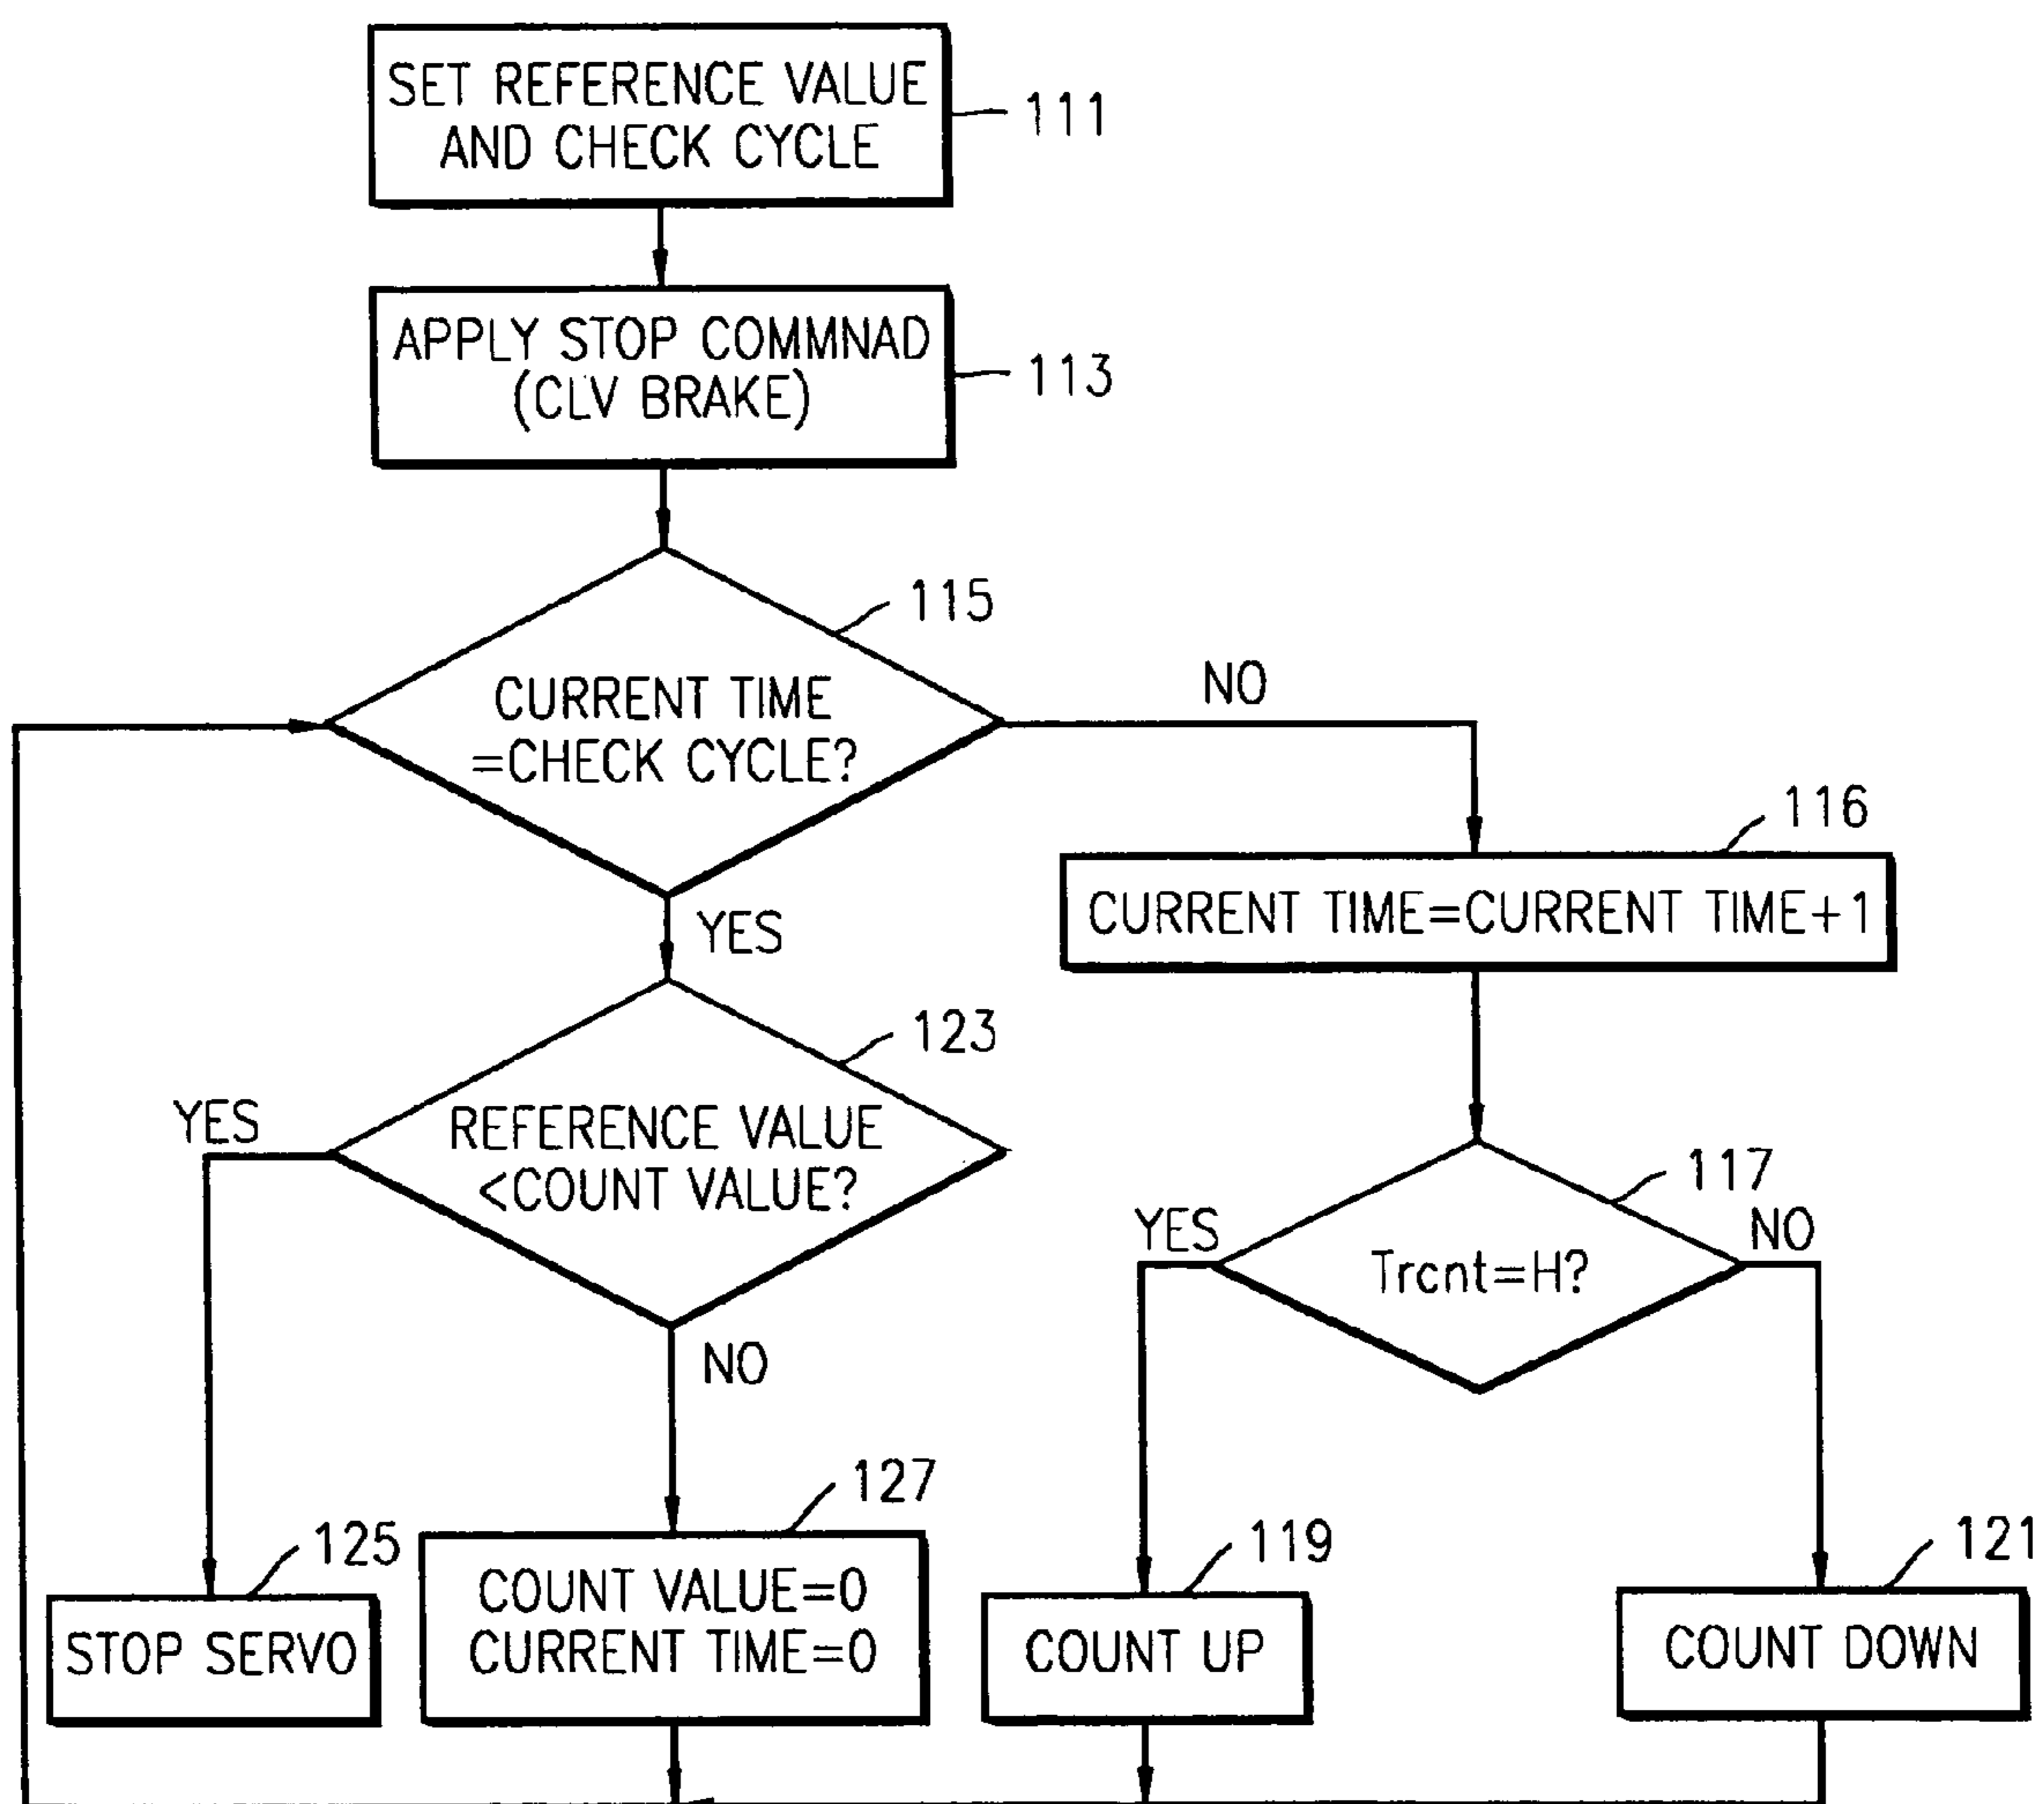 SET REFERENCE VALUE
AND CHECK CYCLE
111
APPLY STOP COMMNAD
(CLV BRAKE)
113
115
CURRENT TIME
=CHECK CYCLE?
NO
YES
116
CURRENT TIME=CURRENT TIME+1
123
REFERENCE VALUE
<COUNT VALUE?
YES
NO
117
Trcnt=H?
YES
NO
125
STOP SERVO
127
COUNT VALUE=0
CURRENT TIME=0
119
COUNT UP
121
COUNT DOWN